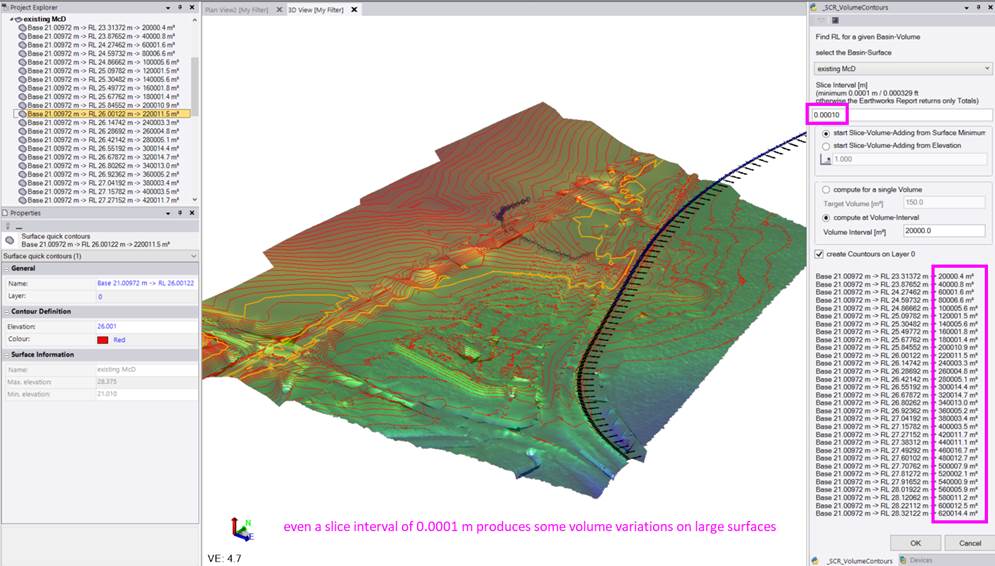 Project Explorer
existing McD
Base 21.00972 m -> RL 23.31372 m -> 20000.4 m³
Base 21.00972 m -> RL 23.87652 m -> 40000.8 m³
Base 21.00972 m -> RL 24.27462 m -> 60001.6 m³
Base 21.00972 m -> RL 24.59732 m -> 80006.6 m³
Base 21.00972 m -> RL 24.86662 m -> 100005.6 m³
Base 21.00972 m -> RL 25.09782 m -> 120001.5 m³
Base 21.00972 m -> RL 25.30482 m -> 140005.6 m³
Base 21.00972 m -> RL 25.49772 m -> 160001.8 m³
Base 21.00972 m -> RL 25.67762 m -> 180001.4 m³
Base 21.00972 m -> RL 25.84552 m -> 200010.9 m³
Base 21.00972 m -> RL 26.00122 m -> 220011.5 m³
Base 21.00972 m -> RL 26.14742 m -> 240003.3 m³
Base 21.00972 m -> RL 26.28692 m -> 260004.8 m³
Base 21.00972 m -> RL 26.42142 m -> 280005.1 m³
Base 21.00972 m -> RL 26.55192 m -> 300014.4 m³
Base 21.00972 m -> RL 26.67872 m -> 320014.7 m³
Base 21.00972 m -> RL 26.80262 m -> 340013.0 m³
Base 21.00972 m -> RL 26.92362 m -> 360005.2 m³
Base 21.00972 m -> RL 27.04192 m -> 380003.4 m³
Base 21.00972 m -> RL 27.15782 m -> 400003.5 m³
Base 21.00972 m -> RL 27.27152 m -> 420011.7 m³
Properties
Surface quick contours
Base 21.00972 m -> RL 26.00122 m -> 220011.5 m³
Surface quick contours (1)
General
Name: Base 21.00972 m -> RL 26.00122
Layer: 0
Contour Definition
Elevation: 26.001
Colour: Red
Surface Information
Name: existing McD
Max. elevation: 28.375
Min. elevation: 21.010
Plan View2 [My Filter]
3D View [My Filter]
N
E
VE: 4.7
even a slice interval of 0.0001 m produces some volume variations on large surfaces
_SCR_VolumeContours
Find RL for a given Basin-Volume
select the Basin-Surface
existing McD
Slice Interval [m]
(minimum 0.0001 m / 0.000329 ft
otherwise the Earthworks Report returns only Totals)
0.00010
start Slice-Volume-Adding from Surface Minimum
start Slice-Volume-Adding from Elevation
1.000
compute for a single Volume
Target Volume [m³] 150.0
compute at Volume-Interval
Volume Interval [m³] 20000.0
create Countours on Layer 0
Base 21.00972 m -> RL 23.31372 m -> 20000.4 m³
Base 21.00972 m -> RL 23.87652 m -> 40000.8 m³
Base 21.00972 m -> RL 24.27462 m -> 60001.6 m³
Base 21.00972 m -> RL 24.59732 m -> 80006.6 m³
Base 21.00972 m -> RL 24.86662 m -> 100005.6 m³
Base 21.00972 m -> RL 25.09782 m -> 120001.5 m³
Base 21.00972 m -> RL 25.30482 m -> 140005.6 m³
Base 21.00972 m -> RL 25.49772 m -> 160001.8 m³
Base 21.00972 m -> RL 25.67762 m -> 180001.4 m³
Base 21.00972 m -> RL 25.84552 m -> 200010.9 m³
Base 21.00972 m -> RL 26.00122 m -> 220011.5 m³
Base 21.00972 m -> RL 26.14742 m -> 240003.3 m³
Base 21.00972 m -> RL 26.28692 m -> 260004.8 m³
Base 21.00972 m -> RL 26.42142 m -> 280005.1 m³
Base 21.00972 m -> RL 26.55192 m -> 300014.4 m³
Base 21.00972 m -> RL 26.67872 m -> 320014.7 m³
Base 21.00972 m -> RL 26.80262 m -> 340013.0 m³
Base 21.00972 m -> RL 26.92362 m -> 360005.2 m³
Base 21.00972 m -> RL 27.04192 m -> 380003.4 m³
Base 21.00972 m -> RL 27.15782 m -> 400003.5 m³
Base 21.00972 m -> RL 27.27152 m -> 420011.7 m³
Base 21.00972 m -> RL 27.38312 m -> 440011.1 m³
Base 21.00972 m -> RL 27.49292 m -> 460016.7 m³
Base 21.00972 m -> RL 27.60102 m -> 480012.7 m³
Base 21.00972 m -> RL 27.70762 m -> 500007.9 m³
Base 21.00972 m -> RL 27.81272 m -> 520002.1 m³
Base 21.00972 m -> RL 27.91652 m -> 540000.9 m³
Base 21.00972 m -> RL 28.01922 m -> 560005.9 m³
Base 21.00972 m -> RL 28.12062 m -> 580011.2 m³
Base 21.00972 m -> RL 28.22112 m -> 600012.5 m³
Base 21.00972 m -> RL 28.32122 m -> 620014.4 m³
OK
Cancel
_SCR_VolumeContours
Devices